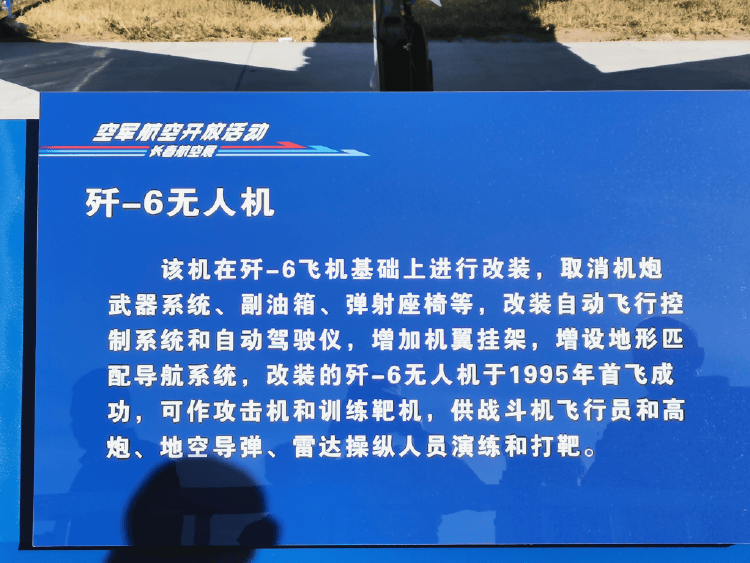 空军航空开放活动
长春航空展
歼-6无人机
该机在歼-6飞机基础上进行改装，取消机炮
武器系统、副油箱、弹射座椅等，改装自动飞行控
制系统和自动驾驶仪，增加机翼挂架，增设地形匹
配导航系统，改装的歼-6无人机于1995年首飞成
功，可作攻击机和训练靶机，供战斗机飞行员和高
炮、地空导弹、雷达操纵人员演练和打靶。